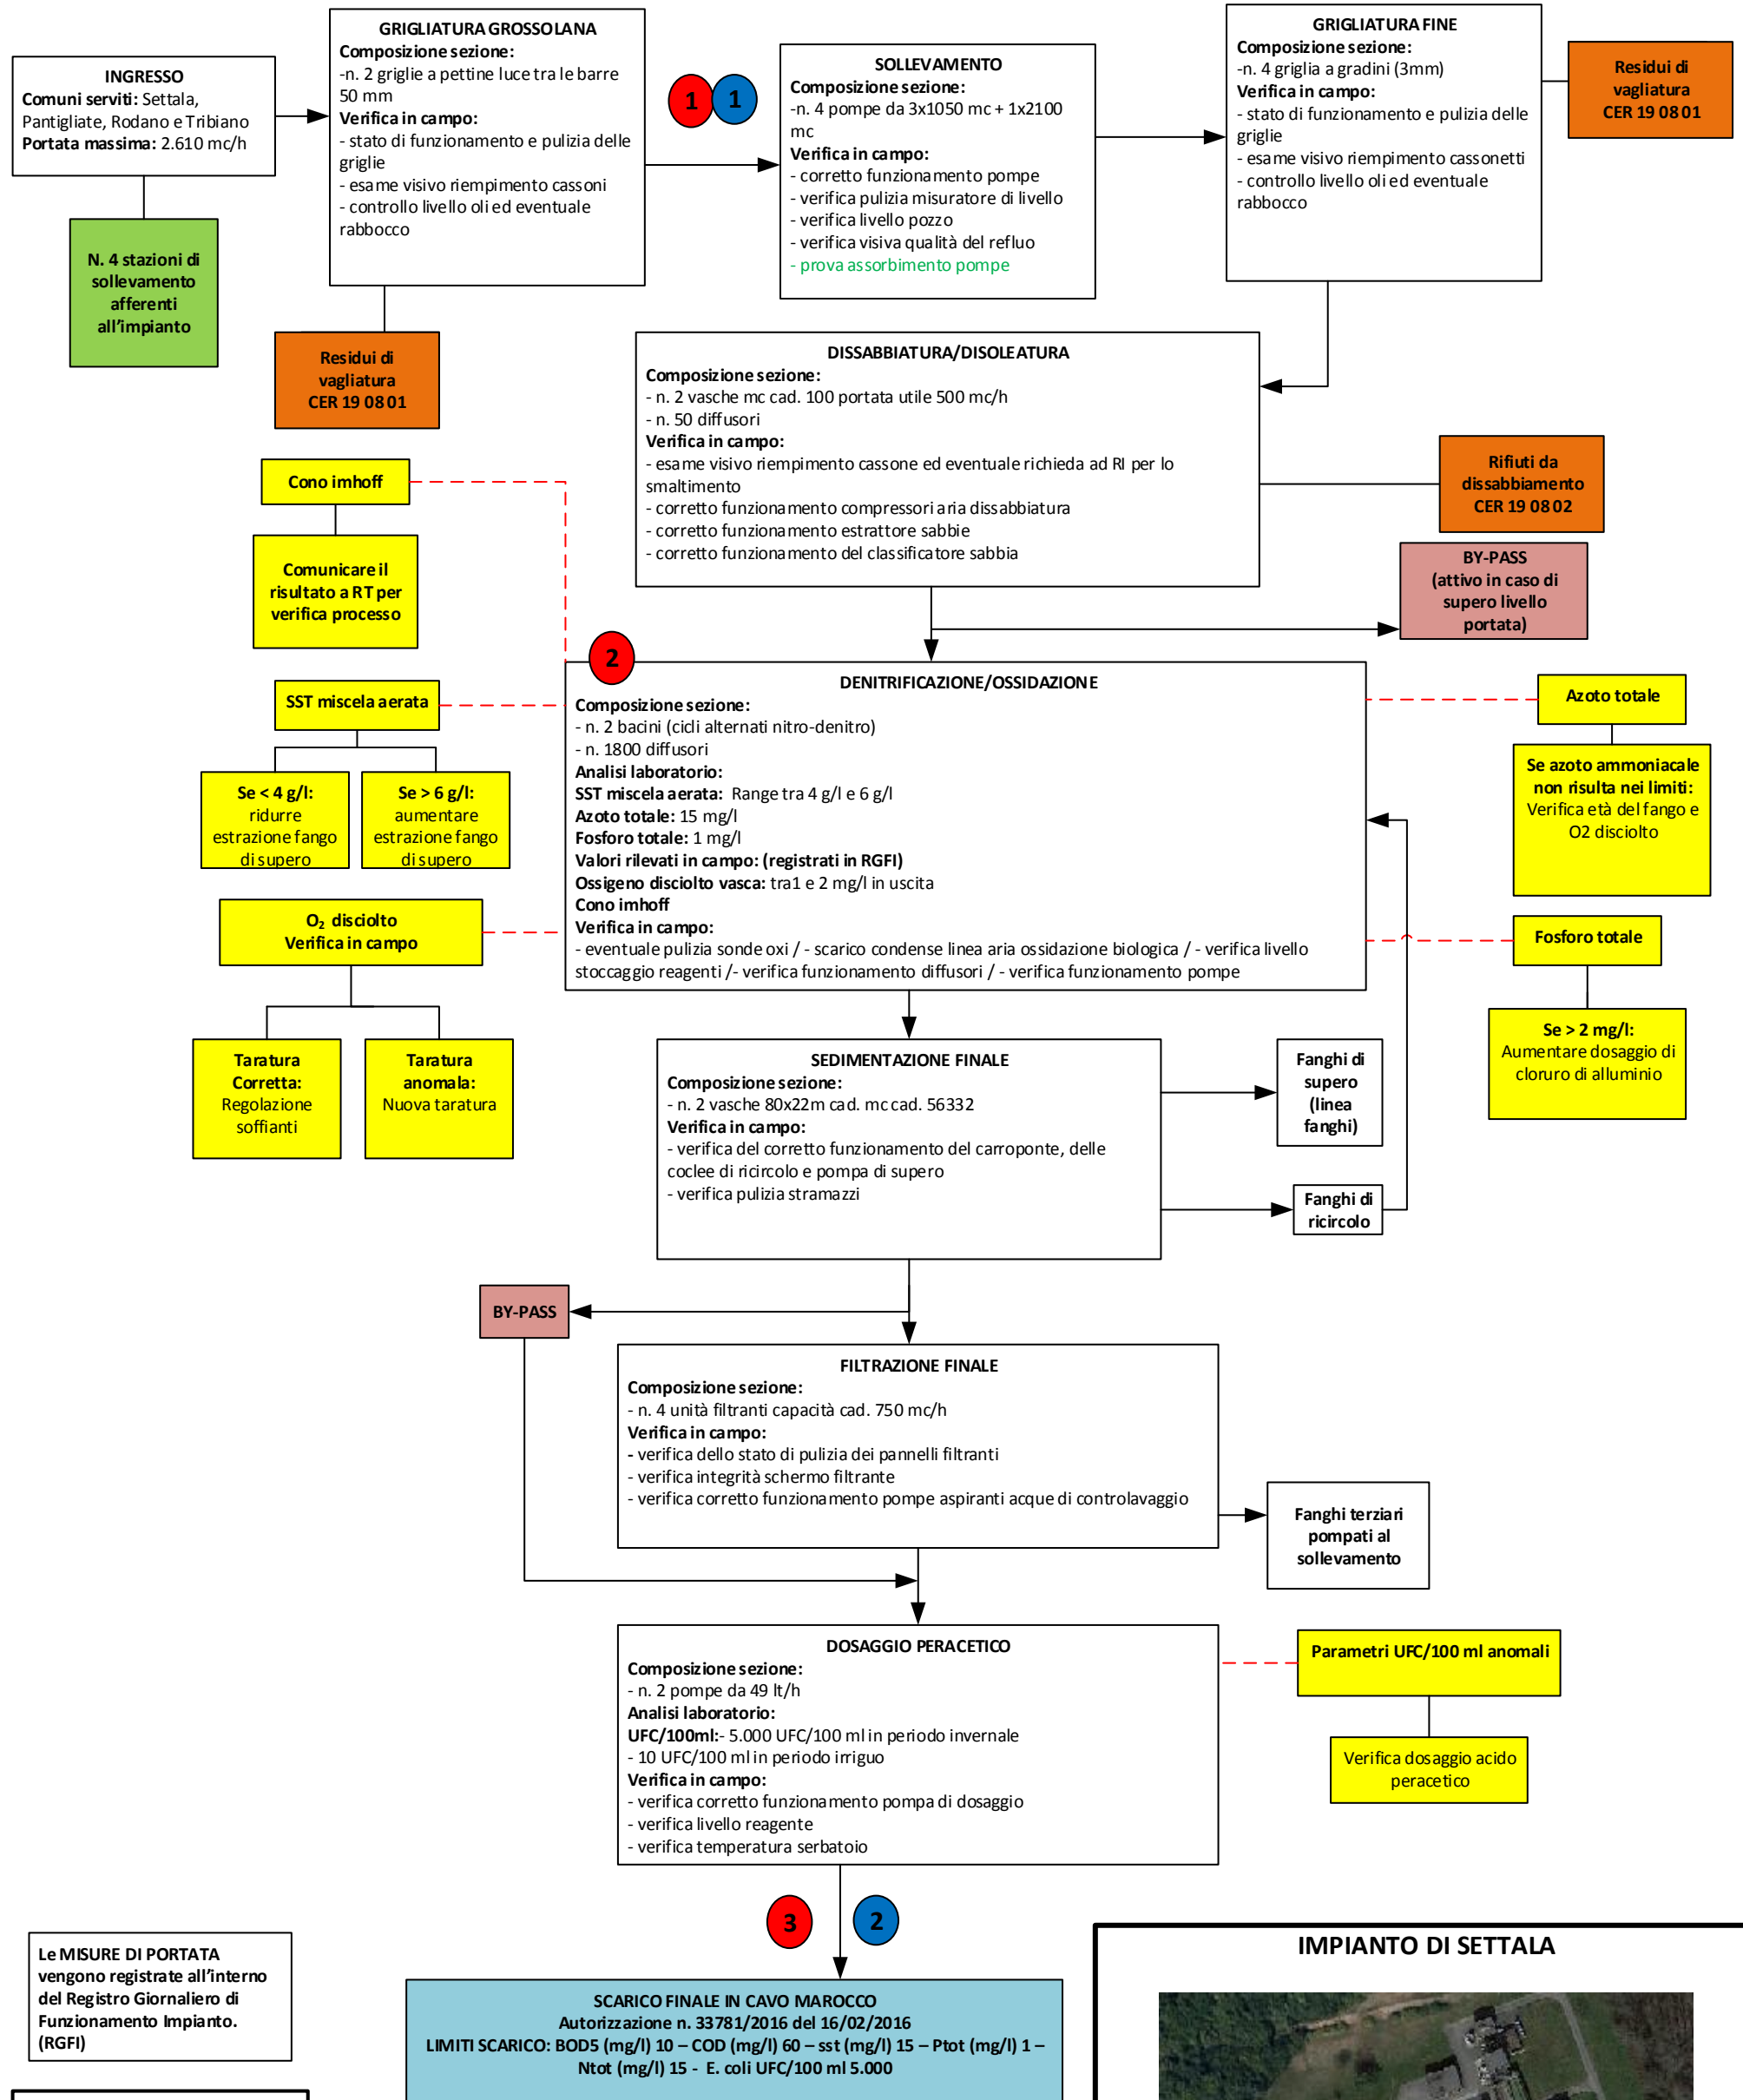 INGRESSO
Comuni serviti: Settala,
Pantigliate, Rodano e Tribiano
Portata massima: 2.610 mc/h
N. 4 stazioni di
sollevamento
afferenti
all'impianto
GRIGLIATURA GROSSOLANA
Composizione sezione:
-n. 2 griglie a pettine luce tra le barre
50 mm
Verifica in campo:
- stato di funzionamento e pulizia delle
griglie
- esame visivo riempimento cassoni
- controllo livello oli ed eventuale
rabbocco
Residui di
vagliatura
CER 19 08 01
1 1
SOLLEVAMENTO
Composizione sezione:
-n. 4 pompe da 3x1050 mc + 1x2100
mc
Verifica in campo:
- corretto funzionamento pompe
- verifica pulizia misuratore di livello
- verifica livello pozzo
- verifica visiva qualità del refluo
- prova assorbimento pompe
GRIGLIATURA FINE
Composizione sezione:
-n. 4 griglia a gradini (3mm)
Verifica in campo:
- stato di funzionamento e pulizia delle
griglie
- esame visivo riempimento cassonetti
- controllo livello oli ed eventuale
rabbocco
Residui di
vagliatura
CER 19 08 01
DISSABBIATURA/DISOLEATURA
Composizione sezione:
- n. 2 vasche mc cad. 100 portata utile 500 mc/h
- n. 50 diffusori
Verifica in campo:
- esame visivo riempimento cassone ed eventuale richieda ad RI per lo
smaltimento
- corretto funzionamento compressori aria dissabbiatura
- corretto funzionamento estrattore sabbie
- corretto funzionamento del classificatore sabbia
Rifiuti da
dissabbiamento
CER 19 08 02
BY-PASS
(attivo in caso di
supero livello
portata)
Cono imhoff
Comunicare il
risultato a RT per
verifica processo
2
DENITRIFICAZIONE/OSSIDAZIONE
Composizione sezione:
- n. 2 bacini (cicli alternati nitro-denitro)
- n. 1800 diffusori
Analisi laboratorio:
SST miscela aerata: Range tra 4 g/l e 6 g/l
Azoto totale: 15 mg/l
Fosforo totale: 1 mg/l
Valori rilevati in campo: (registrati in RGFI)
Ossigeno disciolto vasca: tra1 e 2 mg/l in uscita
Cono imhoff
Verifica in campo:
- eventuale pulizia sonde oxi / - scarico condense linea aria ossidazione biologica / - verifica livello
stoccaggio reagenti /- verifica funzionamento diffusori / - verifica funzionamento pompe
SST miscela aerata
Se < 4 g/l:
ridurre
estrazione fango
di supero
Se > 6 g/l:
aumentare
estrazione fango
di supero
O2 disciolto
Verifica in campo
Taratura
Corretta:
Regolazione
soffianti
Taratura
anomala:
Nuova taratura
Azoto totale
Se azoto ammoniacale
non risulta nei limiti:
Verifica età del fango e
O2 disciolto
Fosforo totale
Se > 2 mg/l:
Aumentare dosaggio di
cloruro di alluminio
SEDIMENTAZIONE FINALE
Composizione sezione:
- n. 2 vasche 80x22m cad. mc cad. 56332
Verifica in campo:
- verifica del corretto funzionamento del carroponte, delle
coclee di ricircolo e pompa di supero
- verifica pulizia stramazzi
Fanghi di
supero
(linea
fanghi)
Fanghi di
ricircolo
BY-PASS
FILTRAZIONE FINALE
Composizione sezione:
- n. 4 unità filtranti capacità cad. 750 mc/h
Verifica in campo:
- verifica dello stato di pulizia dei pannelli filtranti
- verifica integrità schermo filtrante
- verifica corretto funzionamento pompe aspiranti acque di controlavaggio
Fanghi terziari
pompati al
sollevamento
DOSAGGIO PERACETICO
Composizione sezione:
- n. 2 pompe da 49 lt/h
Analisi laboratorio:
UFC/100ml:- 5.000 UFC/100 ml in periodo invernale
- 10 UFC/100 ml in periodo irriguo
Verifica in campo:
- verifica corretto funzionamento pompa di dosaggio
- verifica livello reagente
- verifica temperatura serbatoio
Parametri UFC/100 ml anomali
Verifica dosaggio acido
peracetico
3 2
Le MISURE DI PORTATA
vengono registrate all'interno
del Registro Giornaliero di
Funzionamento Impianto.
(RGFI)
SCARICO FINALE IN CAVO MAROCCO
Autorizzazione n. 33781/2016 del 16/02/2016
LIMITI SCARICO: BOD5 (mg/l) 10 – COD (mg/l) 60 – sst (mg/l) 15 – Ptot (mg/l) 1 –
Ntot (mg/l) 15 - E. coli UFC/100 ml 5.000
IMPIANTO DI SETTALA